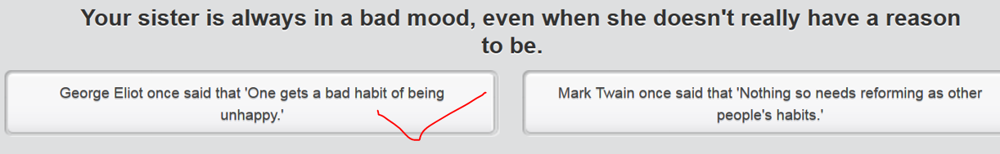 Your sister is always in a bad mood, even when she doesn't really have a reason
to be.
George Eliot once said that 'One gets a bad habit of being
unhappy.'
Mark Twain once said that 'Nothing so needs reforming as other
people's habits.'